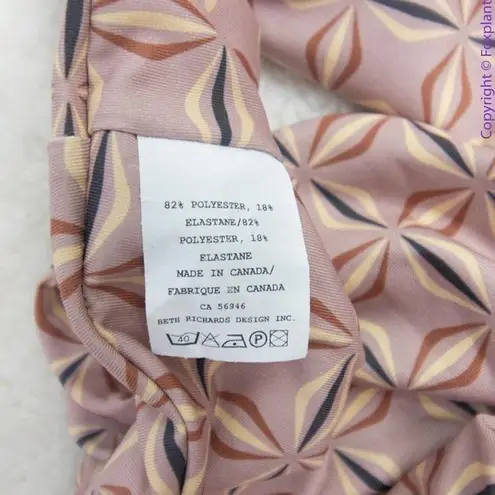 82% POLYESTER, 18%
ELASTANE/82%
POLYESTER, 18%
ELASTANE
MADE IN CANADA/
FABRIQUE EN CANADA
CA 56946
BETH RICHARDS DESIGN INC.
40 P
Copyright © Foxplant